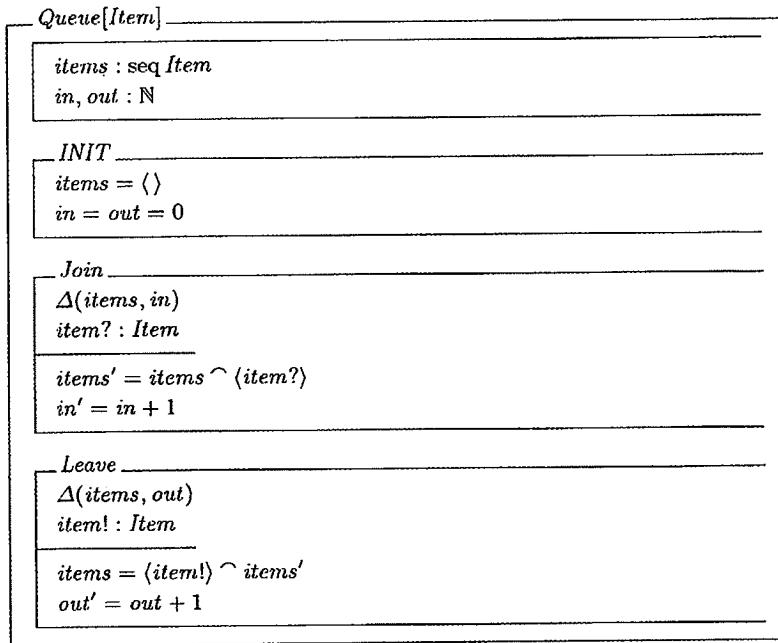 Queue[Item]
items : seq Item
in, out : ℕ
INIT
items = ⟨ ⟩
in = out = 0
Join
Δ(items, in)
item? : Item
items′ = items ⌢ ⟨item?⟩
in′ = in + 1
Leave
Δ(items, out)
item! : Item
items = ⟨item!⟩ ⌢ items′
out′ = out + 1